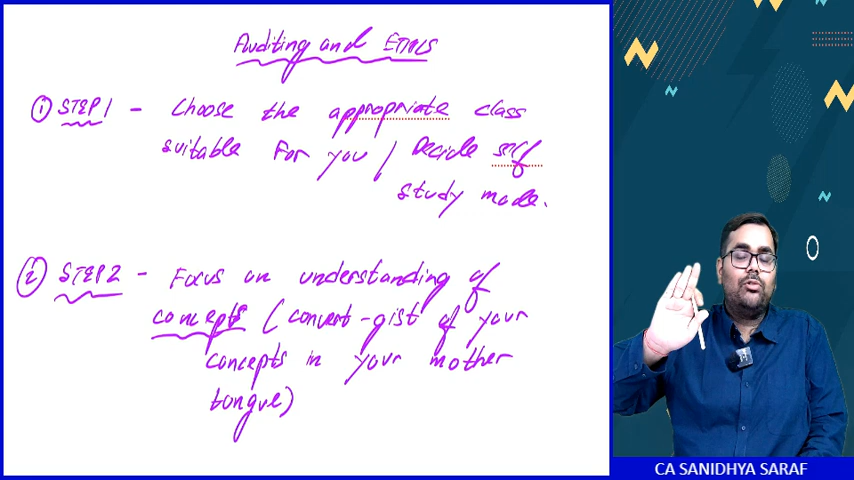 Auditing and ETHICS
① STEP 1 - Choose the appropriate class
suitable For you / Decide self
study mode.
② STEP 2 - Focus on understanding of
concepts (convert - gist of your
concepts in your mother
tongue)
CA SANIDHYA SARAF